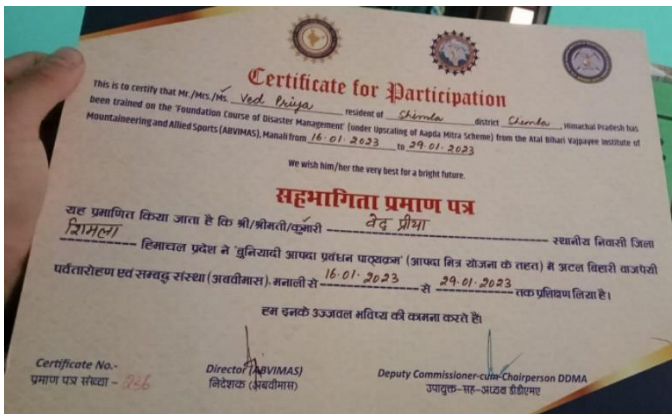 Certificate for Participation
This is to certify that Mr./Mrs./Ms. Ved Priya resident of Shimla district Shimla, Himachal Pradesh has
been trained on the 'Foundation Course of Disaster Management' (under Upscaling of Aapda Mitra Scheme) from the Atal Bihari Vajpayee Institute of
Mountaineering and Allied Sports (ABVIMAS), Manali from 16.01.2023 to 29.01.2023
We wish him/her the very best for a bright future.
सहभागिता प्रमाण पत्र
यह प्रमाणित किया जाता है कि श्री/श्रीमती/कुमारी वेद प्रीया स्थानीय निवासी जिला
शिमला हिमाचल प्रदेश ने 'बुनियादी आपदा प्रबंधन पाठ्यक्रम' (आपदा मित्र योजना के तहत) में अटल बिहारी वाजपेयी
पर्वतारोहण एवं सम्बद्ध संस्था (अबवीमास), मनाली से 16.01.2023 से 29.01.2023 तक प्रशिक्षण लिया है।
हम इनके उज्जवल भविष्य की कामना करते हैं।
Certificate No.-
प्रमाण पत्र संख्या -
Director (ABVIMAS)
निदेशक (अबवीमास)
Deputy Commissioner-cum-Chairperson DDMA
उपायुक्त-सह-अध्यक्ष डीडीएमए